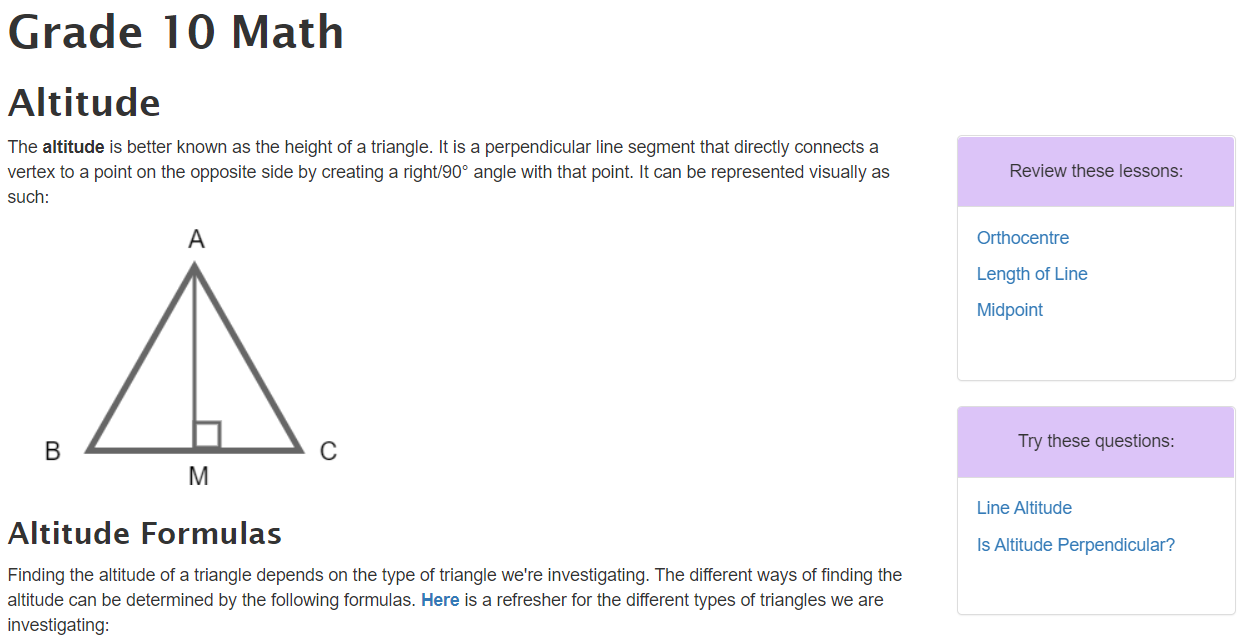 Grade 10 Math
Altitude
The altitude is better known as the height of a triangle. It is a perpendicular line segment that directly connects a
vertex to a point on the opposite side by creating a right/90° angle with that point. It can be represented visually as
such:
A
B
C
M
Altitude Formulas
Finding the altitude of a triangle depends on the type of triangle we're investigating. The different ways of finding the
altitude can be determined by the following formulas. Here is a refresher for the different types of triangles we are
investigating:
Review these lessons:
Orthocentre
Length of Line
Midpoint
Try these questions:
Line Altitude
Is Altitude Perpendicular?